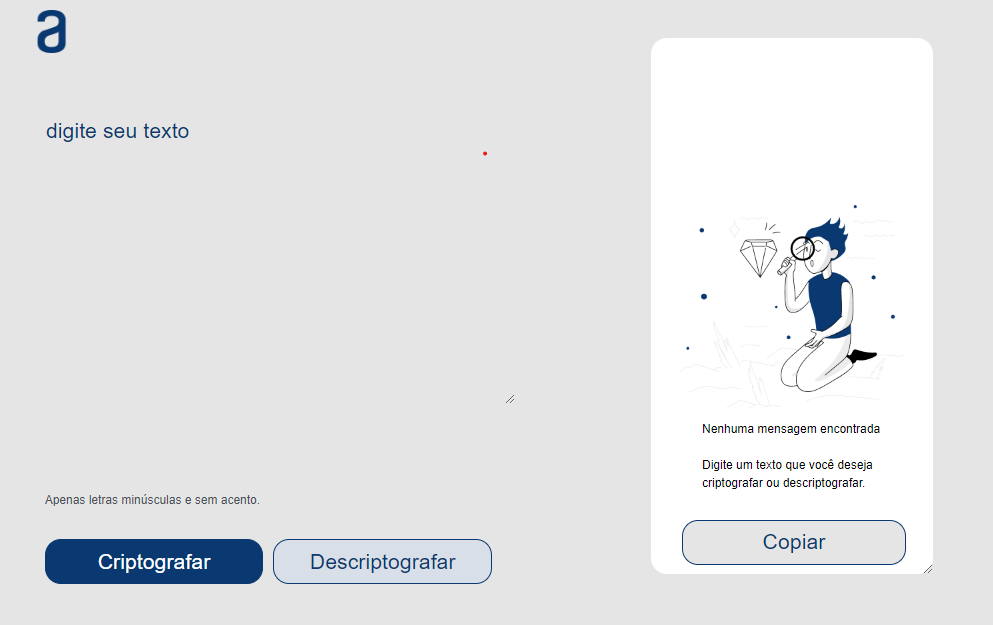 a
digite seu texto
Apenas letras minúsculas e sem acento.
Criptografar
Descriptografar
Nenhuma mensagem encontrada
Digite um texto que você deseja
criptografar ou descriptografar.
Copiar